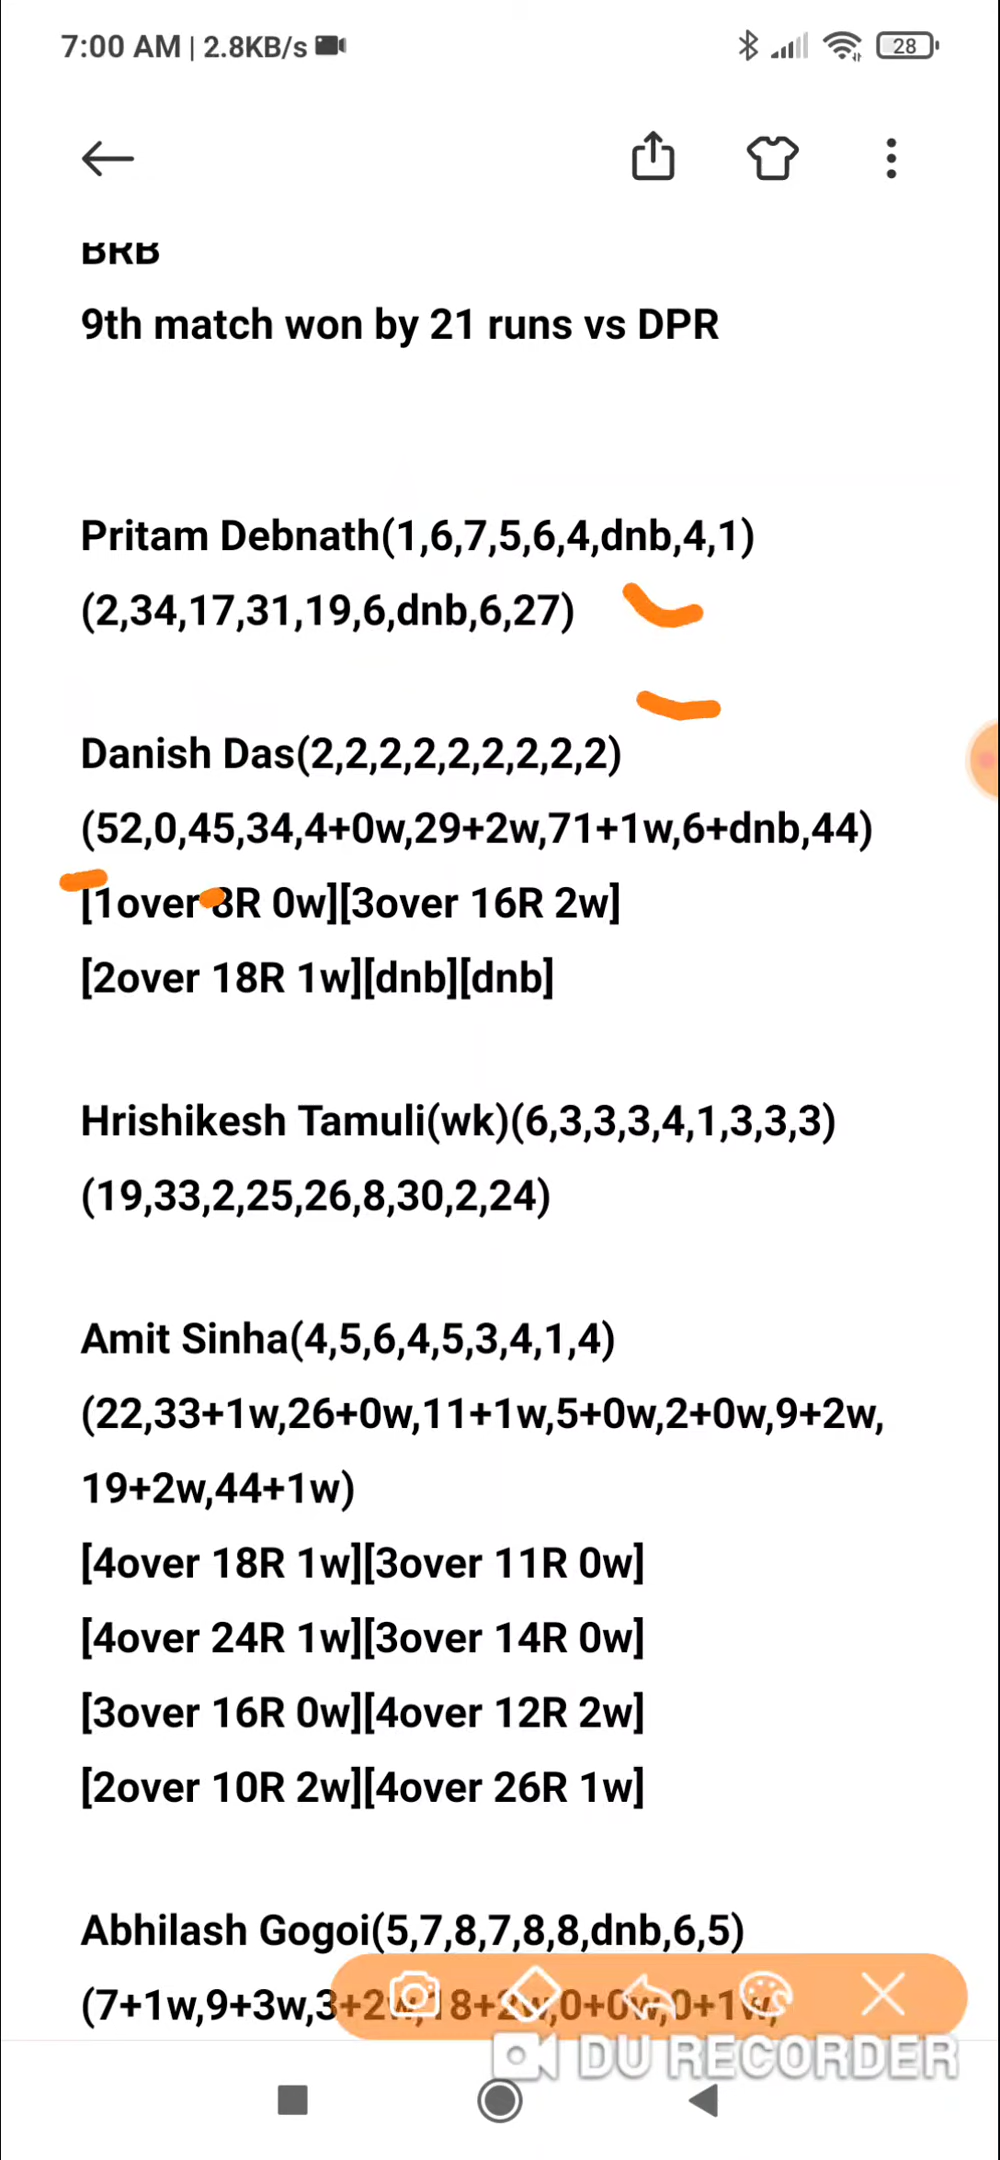 7:00 AM | 2.8KB/s
28
BRB
9th match won by 21 runs vs DPR
Pritam Debnath(1,6,7,5,6,4,dnb,4,1)
(2,34,17,31,19,6,dnb,6,27)
Danish Das(2,2,2,2,2,2,2,2,2)
(52,0,45,34,4+0w,29+2w,71+1w,6+dnb,44)
[1over 8R 0w][3over 16R 2w]
[2over 18R 1w][dnb][dnb]
Hrishikesh Tamuli(wk)(6,3,3,3,4,1,3,3,3)
(19,33,2,25,26,8,30,2,24)
Amit Sinha(4,5,6,4,5,3,4,1,4)
(22,33+1w,26+0w,11+1w,5+0w,2+0w,9+2w,
19+2w,44+1w)
[4over 18R 1w][3over 11R 0w]
[4over 24R 1w][3over 14R 0w]
[3over 16R 0w][4over 12R 2w]
[2over 10R 2w][4over 26R 1w]
Abhilash Gogoi(5,7,8,7,8,8,dnb,6,5)
(7+1w,9+3w,3+2w,18+2w,0+0w,0+1w,
DU RECORDER